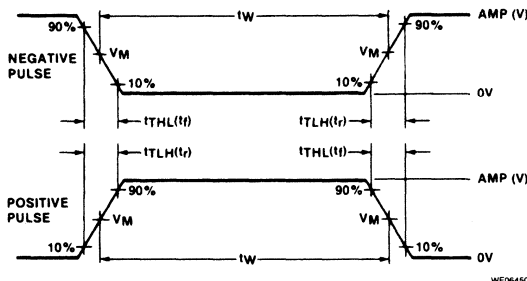 tW
AMP (V)
90%
90%
NEGATIVE
PULSE
VM
VM
10%
10%
0V
tTHL(tf)
tTLH(tr)
tTLH(tr)
tTHL(tf)
AMP (V)
90%
90%
POSITIVE
PULSE
VM
VM
10%
10%
0V
tW
WF06450